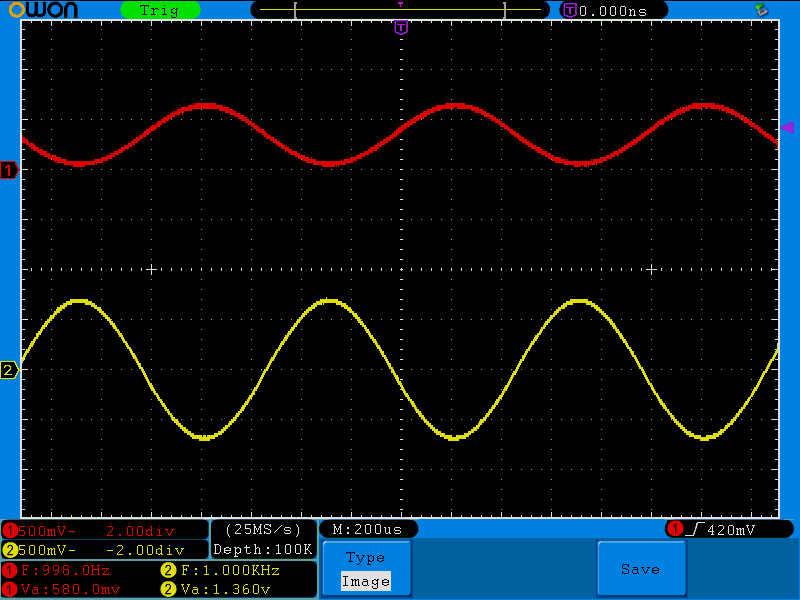 OWON Trig T 0.000ns
T
1
2
1 500mV- 2.00div (25MS/s) M:200us 1 420mV
2 500mV- -2.00div Depth:100K
1 F:998.0Hz 2 F:1.000KHz Type
1 Va:580.0mv 2 Va:1.360v Image Save